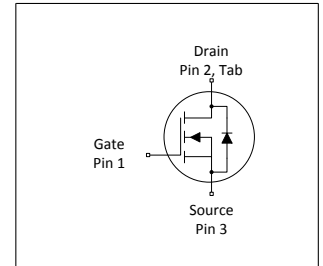 Drain
Pin 2, Tab
Gate
Pin 1
Source
Pin 3